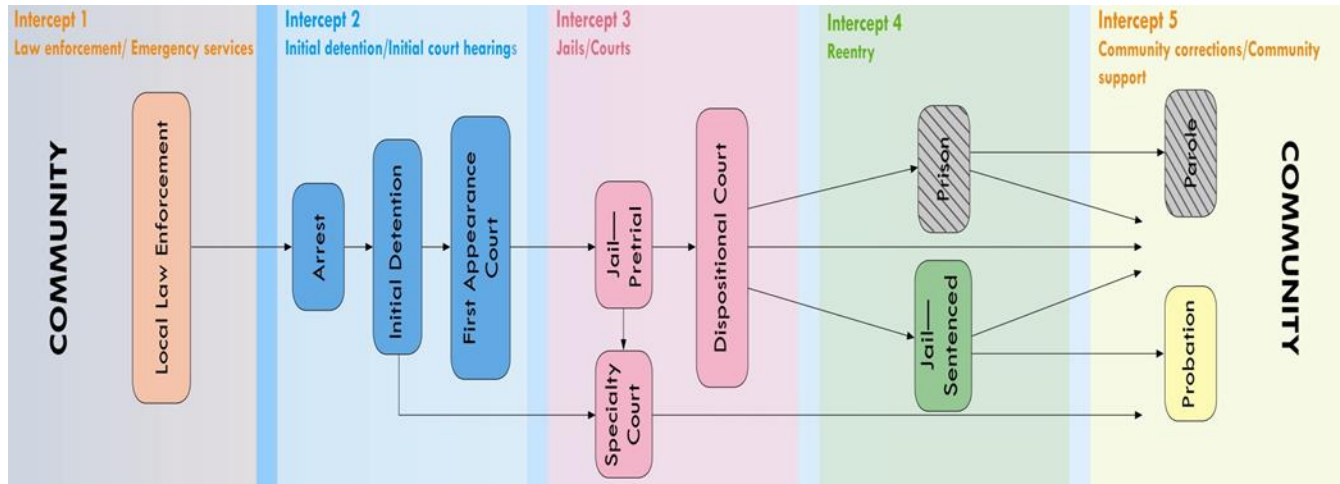 Intercept 1
Law enforcement/ Emergency services
Intercept 2
Initial detention/Initial court hearings
Intercept 3
Jails/Courts
Intercept 4
Reentry
Intercept 5
Community corrections/Community
support
COMMUNITY
Local Law Enforcement
Arrest
Initial Detention
First Appearance
Court
Jail—
Pretrial
Specialty
Court
Dispositional Court
Prison
Jail—
Sentenced
Parole
Probation
COMMUNITY